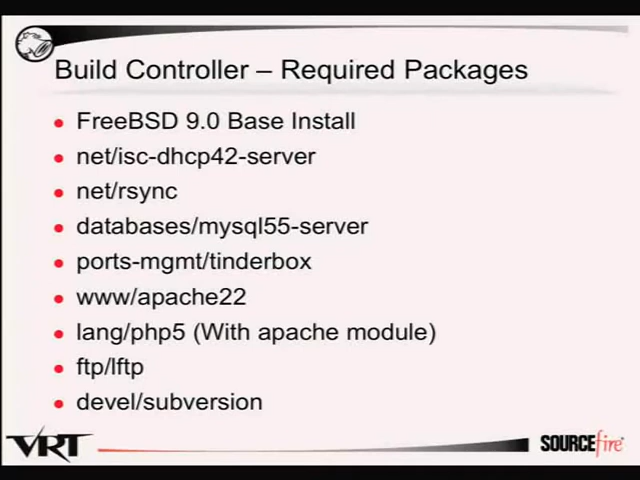 Build Controller – Required Packages
FreeBSD 9.0 Base Install
net/isc-dhcp42-server
net/rsync
databases/mysql55-server
ports-mgmt/tinderbox
www/apache22
lang/php5 (With apache module)
ftp/lftp
devel/subversion
VRT
SOURCEfire